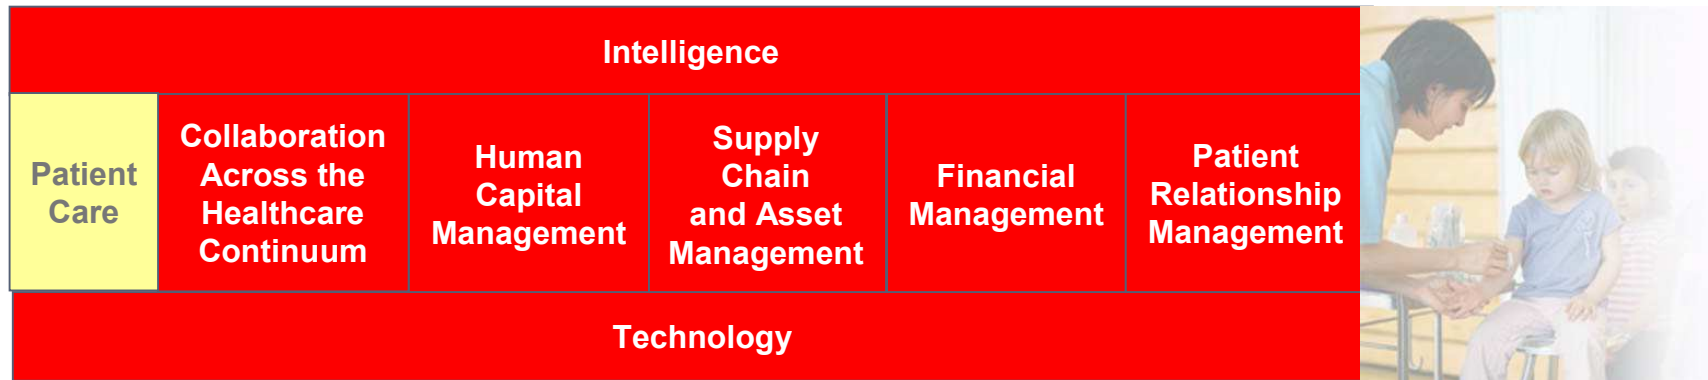 Intelligence
Patient
Care
Collaboration
Across the
Healthcare
Continuum
Human
Capital
Management
Supply
Chain
and Asset
Management
Financial
Management
Patient
Relationship
Management
Technology